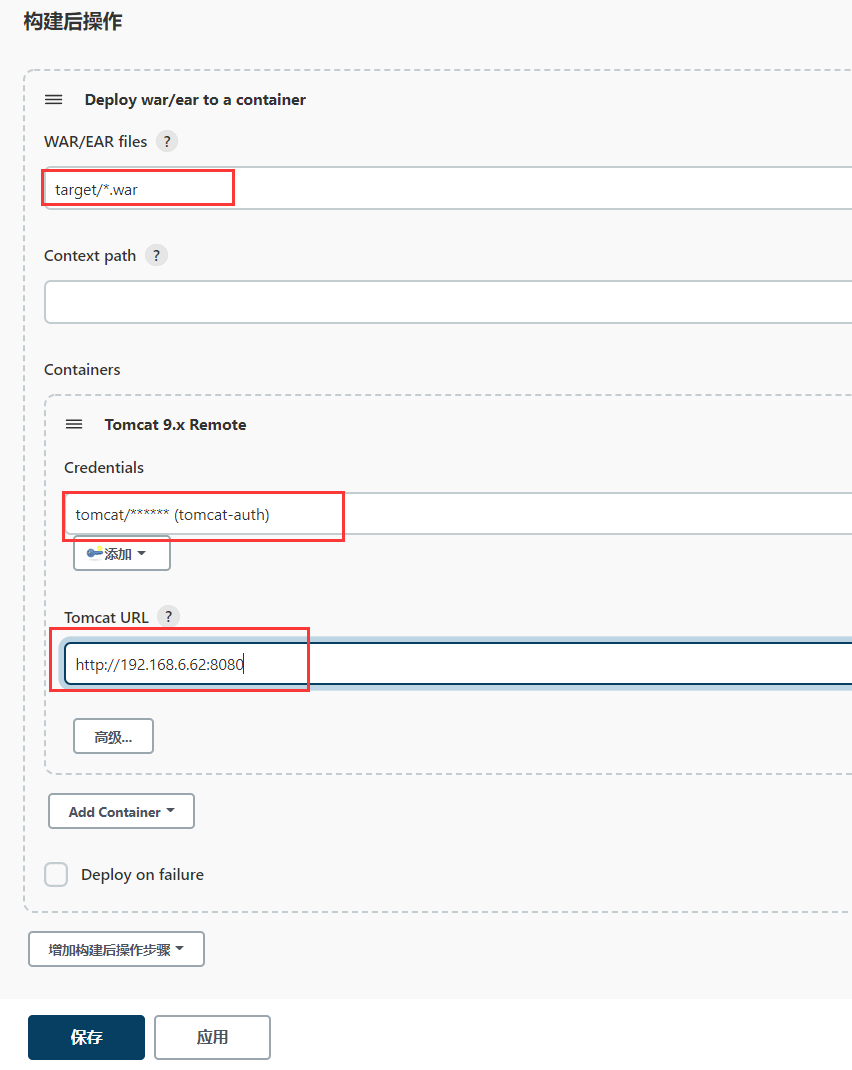 构建后操作
Deploy war/ear to a container
WAR/EAR files ?
target/*.war
Context path ?
Containers
Tomcat 9.x Remote
Credentials
tomcat/****** (tomcat-auth)
添加
Tomcat URL ?
http://192.168.6.62:8080
高级...
Add Container
Deploy on failure
增加构建后操作步骤
保存 应用